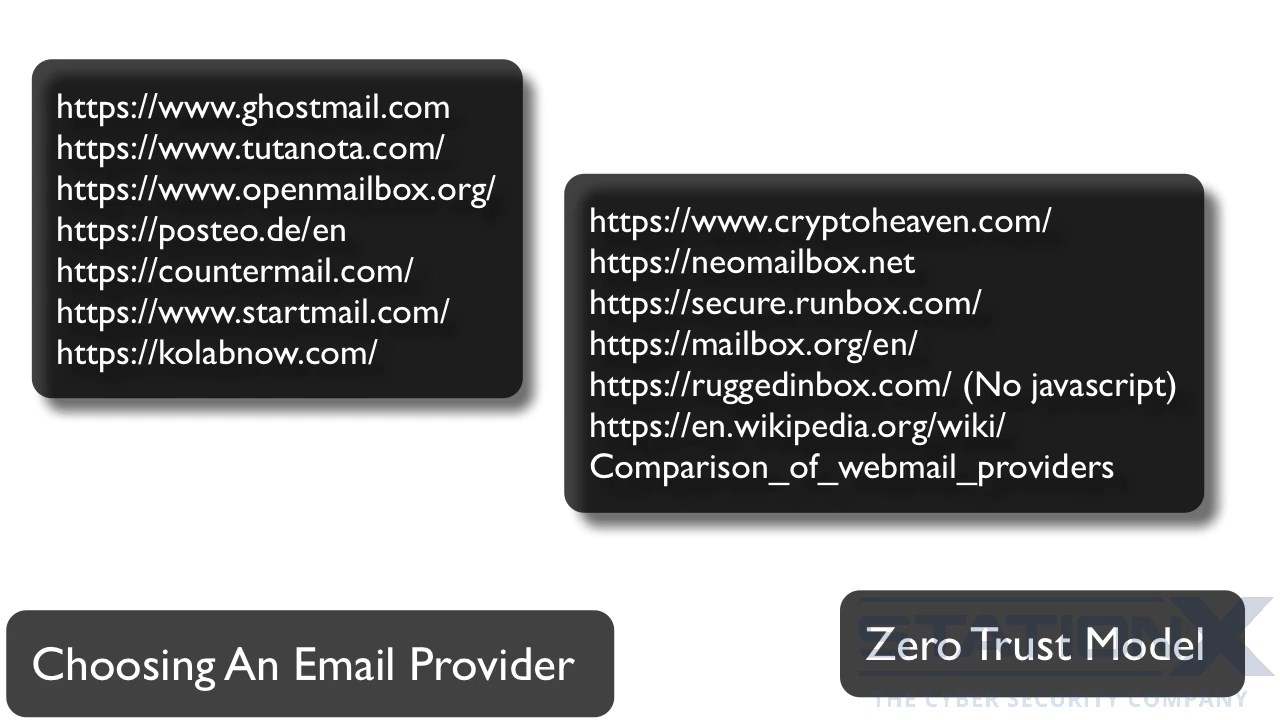 https://www.ghostmail.com
https://www.tutanota.com/
https://www.openmailbox.org/
https://posteo.de/en
https://countermail.com/
https://www.startmail.com/
https://kolabnow.com/
https://www.cryptoheaven.com/
https://neomailbox.net
https://secure.runbox.com/
https://mailbox.org/en/
https://ruggedinbox.com/ (No javascript)
https://en.wikipedia.org/wiki/
Comparison_of_webmail_providers
Choosing An Email Provider
Zero Trust Model
STATIONX
THE CYBER SECURITY COMPANY